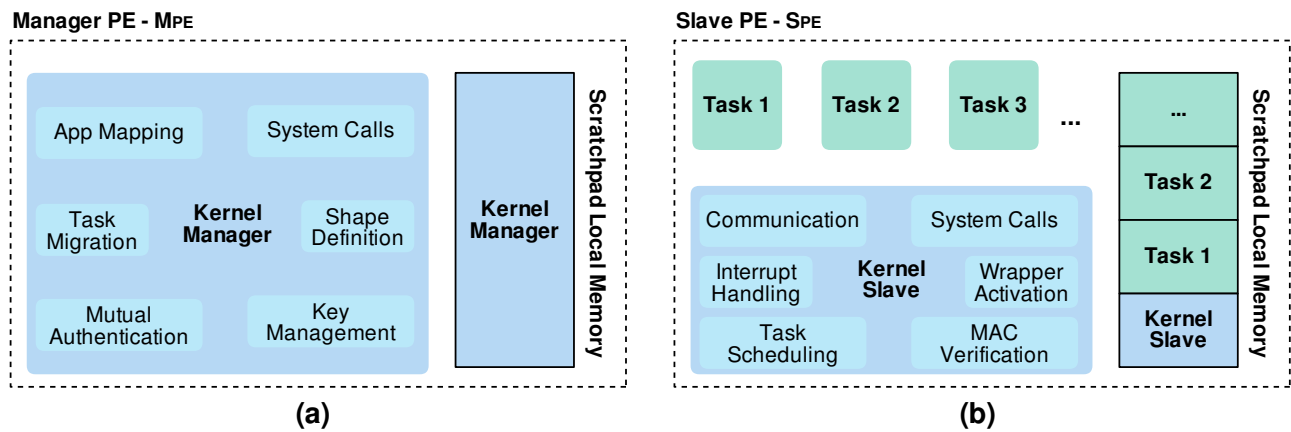 Manager PE - MPE
App Mapping
System Calls
Task
Migration
Kernel
Manager
Shape
Definition
Mutual
Authentication
Key
Management
Kernel
Manager
Scratchpad Local Memory
(a)
Slave PE - SPE
Task 1
Task 2
Task 3
...
Communication
System Calls
Interrupt
Handling
Kernel
Slave
Wrapper
Activation
Task
Scheduling
MAC
Verification
...
Task 2
Task 1
Kernel
Slave
Scratchpad Local Memory
(b)